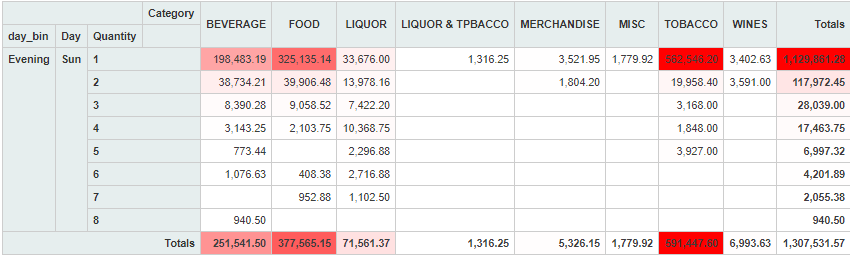 Category BEVERAGE FOOD LIQUOR LIQUOR & TPBACCO MERCHANDISE MISC TOBACCO WINES Totals
day_bin Day Quantity
Evening Sun 1 198,483.19 325,135.14 33,676.00 1,316.25 3,521.95 1,779.92 562,546.20 3,402.63 1,129,861.28
2 38,734.21 39,906.48 13,978.16 1,804.20 19,958.40 3,591.00 117,972.45
3 8,390.28 9,058.52 7,422.20 3,168.00 28,039.00
4 3,143.25 2,103.75 10,368.75 1,848.00 17,463.75
5 773.44 2,296.88 3,927.00 6,997.32
6 1,076.63 408.38 2,716.88 4,201.89
7 952.88 1,102.50 2,055.38
8 940.50 940.50
Totals 251,541.50 377,565.15 71,561.37 1,316.25 5,326.15 1,779.92 591,447.60 6,993.63 1,307,531.57